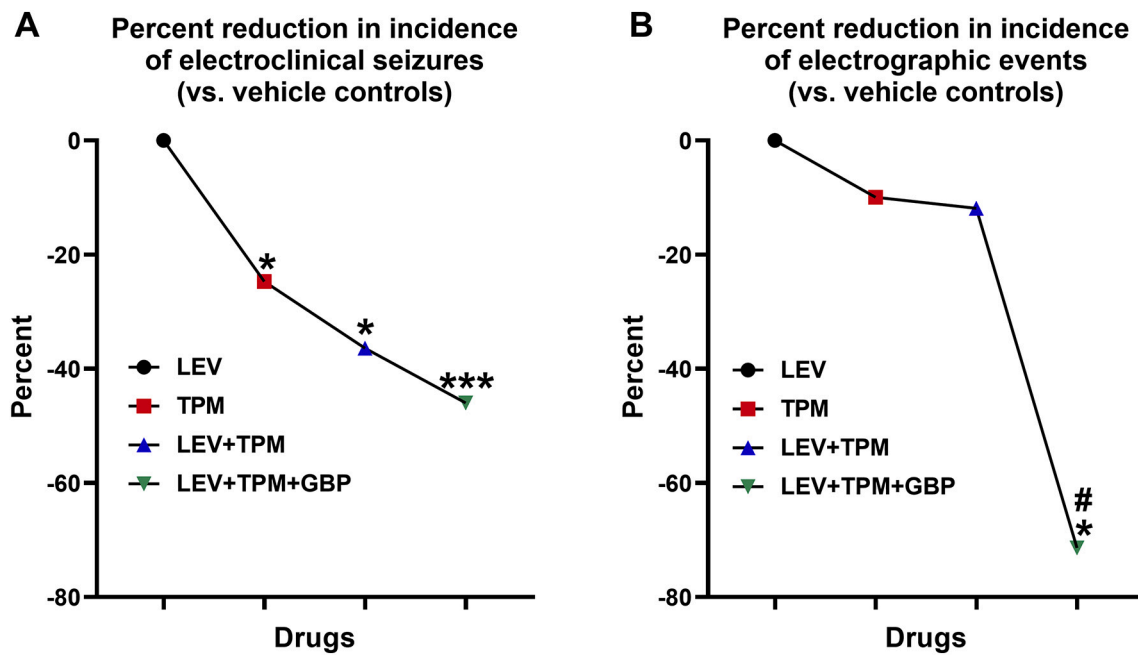 A
Percent reduction in incidence
of electroclinical seizures
(vs. vehicle controls)
0
-20
-40
-60
-80
Percent
*
*
***
LEV
TPM
LEV+TPM
LEV+TPM+GBP
Drugs
B
Percent reduction in incidence
of electrographic events
(vs. vehicle controls)
0
-20
-40
-60
-80
Percent
LEV
TPM
LEV+TPM
LEV+TPM+GBP
#
*
Drugs